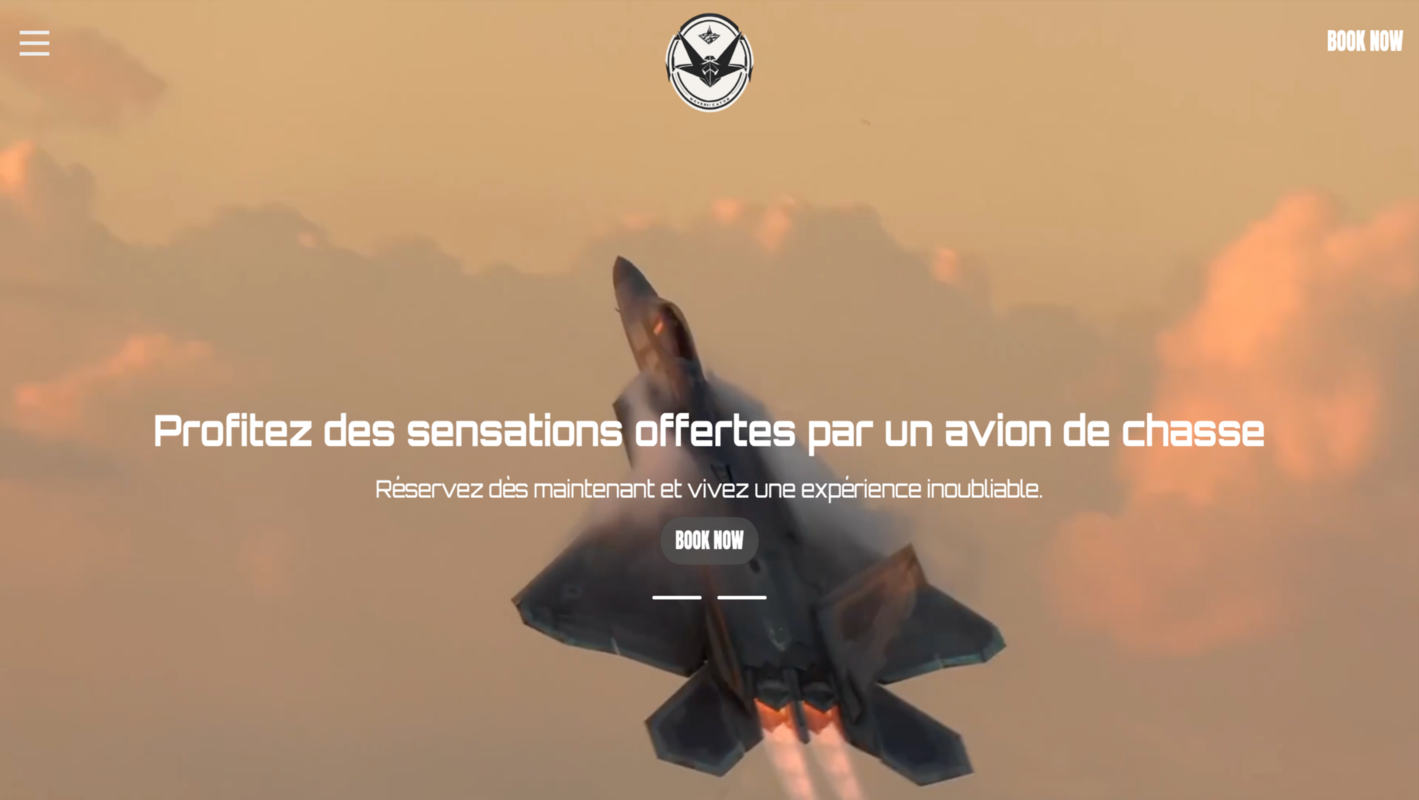 BOOK NOW
Profitez des sensations offertes par un avion de chasse
Réservez dès maintenant et vivez une expérience inoubliable.
BOOK NOW